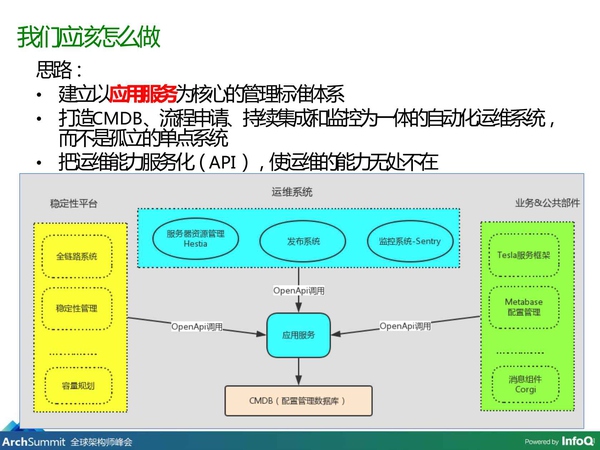 我们应该怎么做
思路：
• 建立以应用服务为核心的管理标准体系
• 打造CMDB、流程申请、持续集成和监控为一体的自动化运维系统，
而不是孤立的单点系统
• 把运维能力服务化（API），使运维的能力无处不在
稳定性平台
运维系统
业务&公共部件
全链路系统
稳定性管理
容量规划
服务器资源管理
Hestia
发布系统
监控系统-Sentry
Tesla服务框架
Metabase
配置管理
消息组件
Corgi
OpenApi调用
OpenApi调用
OpenApi调用
应用服务
CMDB（配置管理数据库）
ArchSummit 全球架构师峰会
Powered by InfoQ